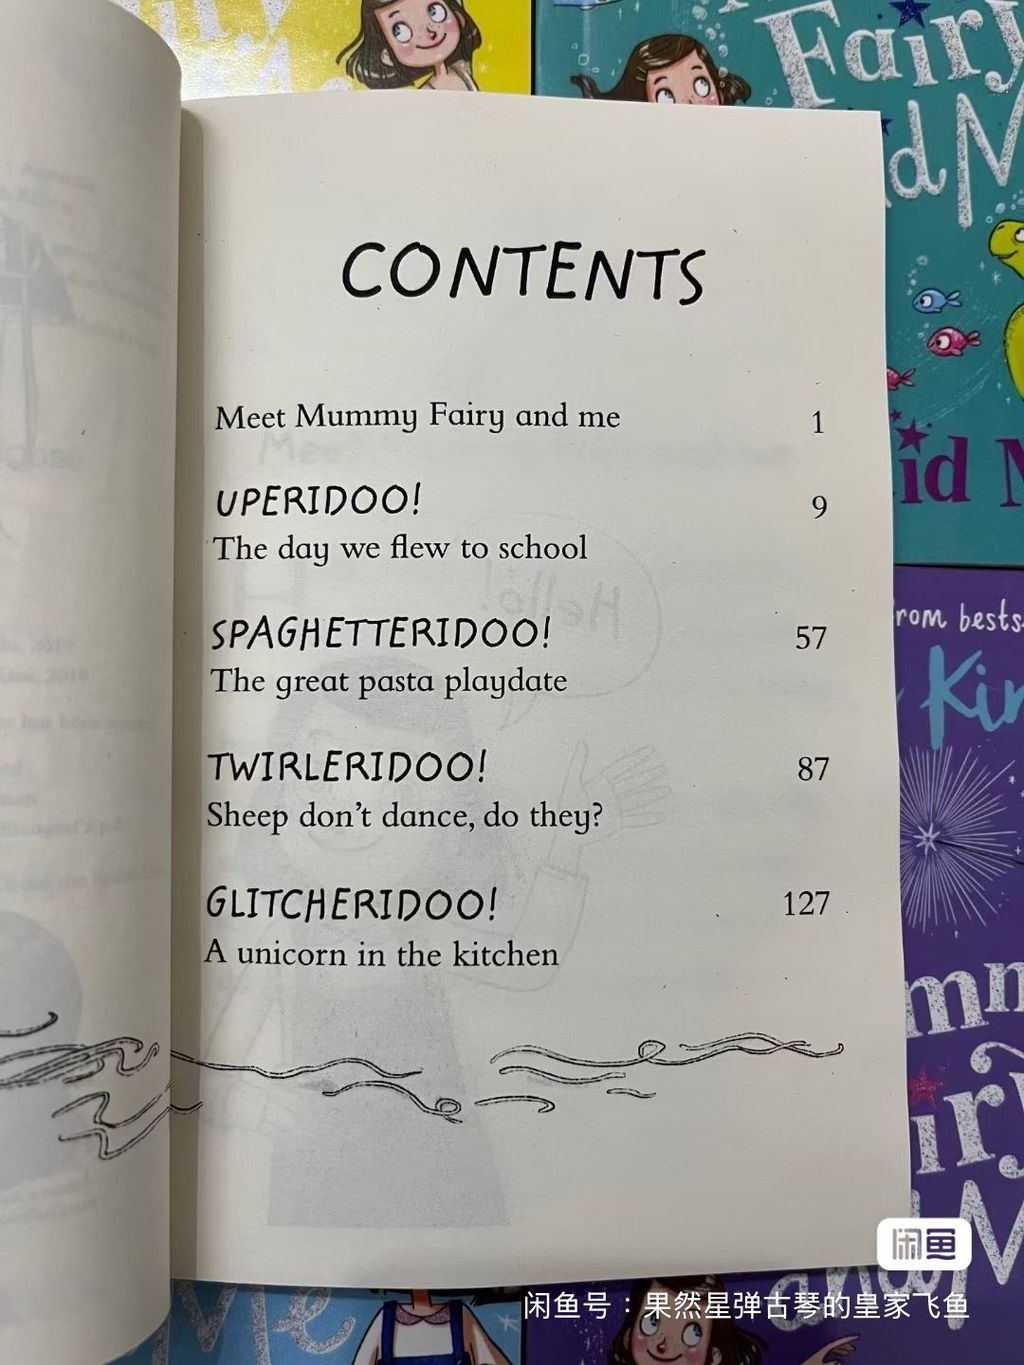 Fairy
CONTENTS
Meet Mummy Fairy and me 1
UPERIDOO! 9
The day we flew to school
SPAGHETTERIDOO! 57
The great pasta playdate
TWIRLERIDOO! 87
Sheep don't dance, do they?
GLITCHERIDOO! 127
A unicorn in the kitchen
Hello!
闲鱼
闲鱼号：果然星弹古琴的皇家飞鱼